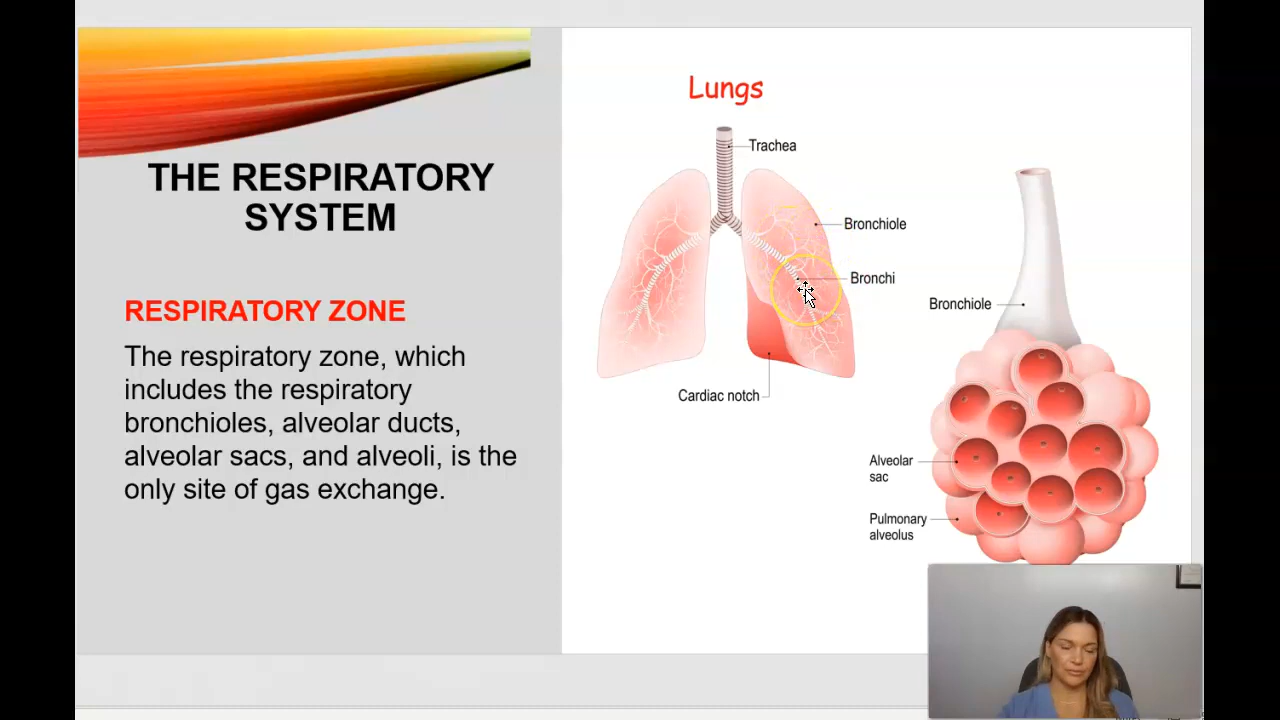 THE RESPIRATORY
SYSTEM
RESPIRATORY ZONE
The respiratory zone, which
includes the respiratory
bronchioles, alveolar ducts,
alveolar sacs, and alveoli, is the
only site of gas exchange.
Lungs
Trachea
Bronchiole
Bronchi
Cardiac notch
Bronchiole
Alveolar
sac
Pulmonary
alveolus